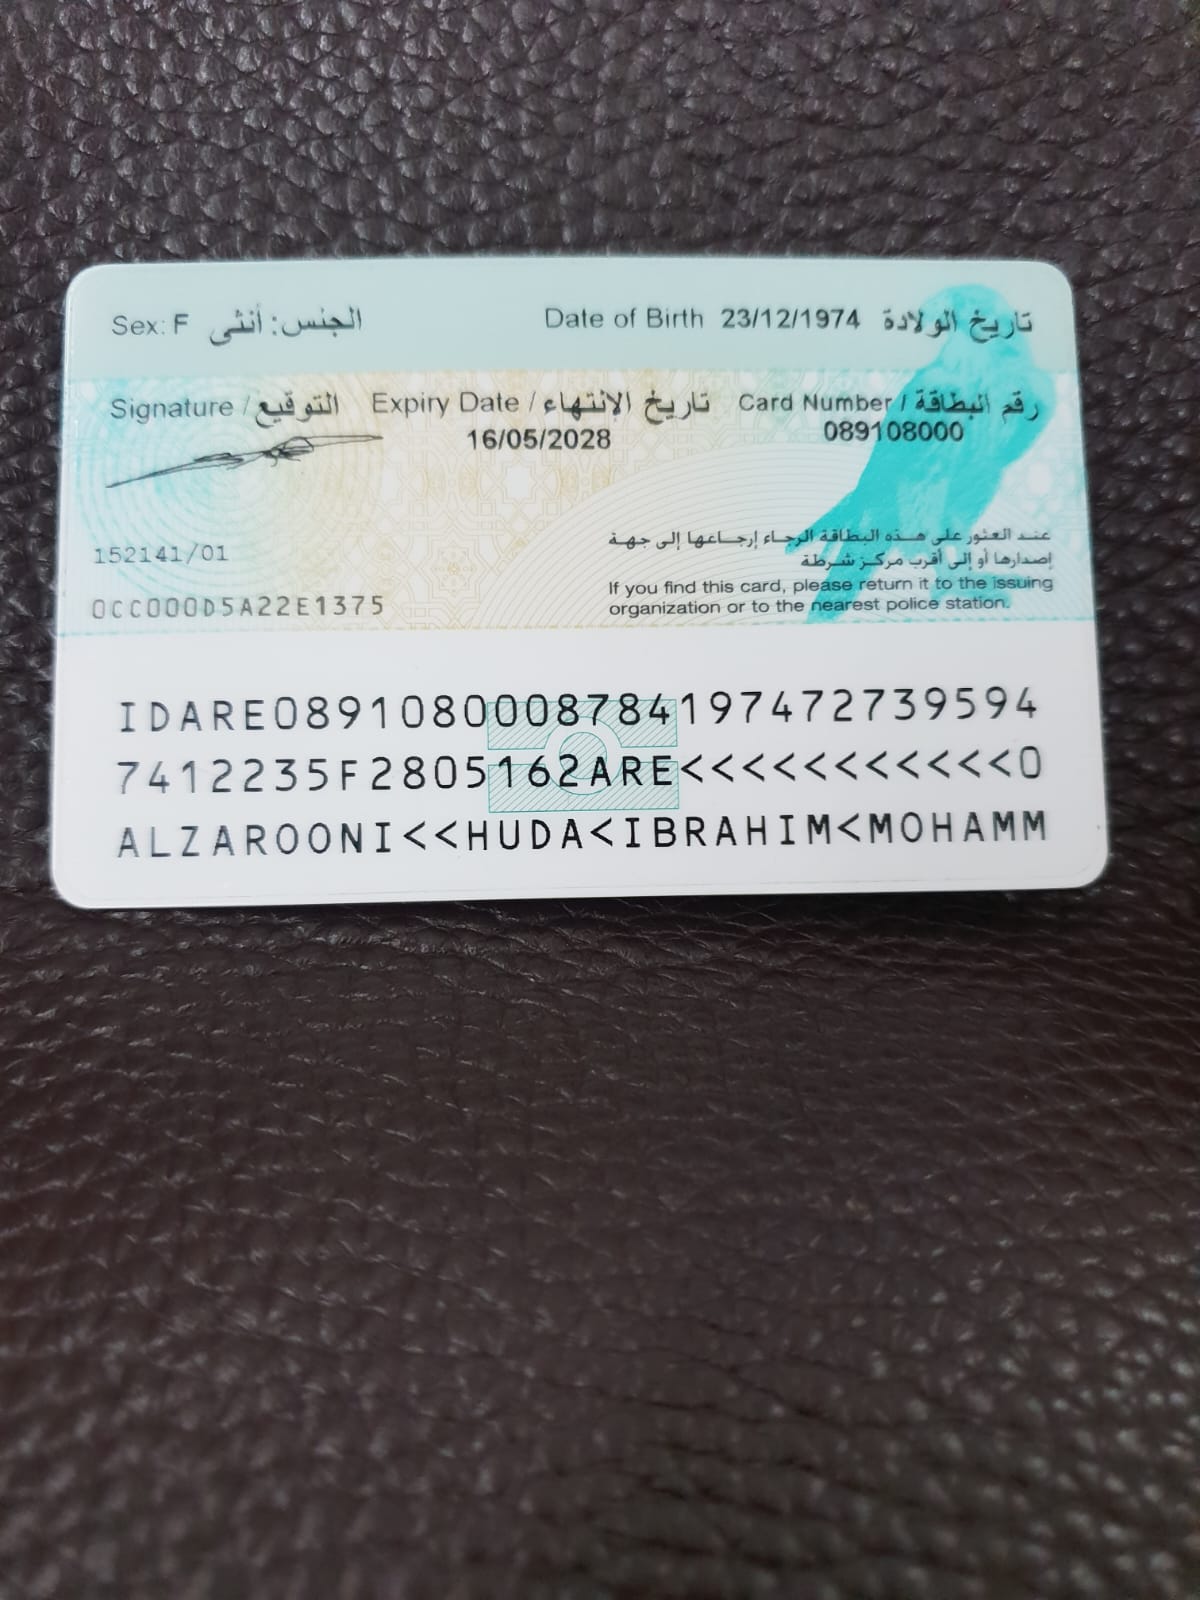 Sex: F الجنس: أنثى Date of Birth 23/12/1974 تاريخ الولادة
Signature / التوقيع Expiry Date / تاريخ الإنتهاء Card Number / رقم البطاقة
16/05/2028 089108000
عند العثور على هذه البطاقة الرجاء إرجاعها إلى جهة
152141/01 إصدارها أو إلى أقرب مركز شرطة
If you find this card, please return it to the issuing
0CC000D5A22E1375 organization or to the nearest police station.
IDARE0891080008784197472739594
7412235F2805162ARE<<<<<<<<<<<0
ALZAROONI<<HUDA<IBRAHIM<MOHAMM